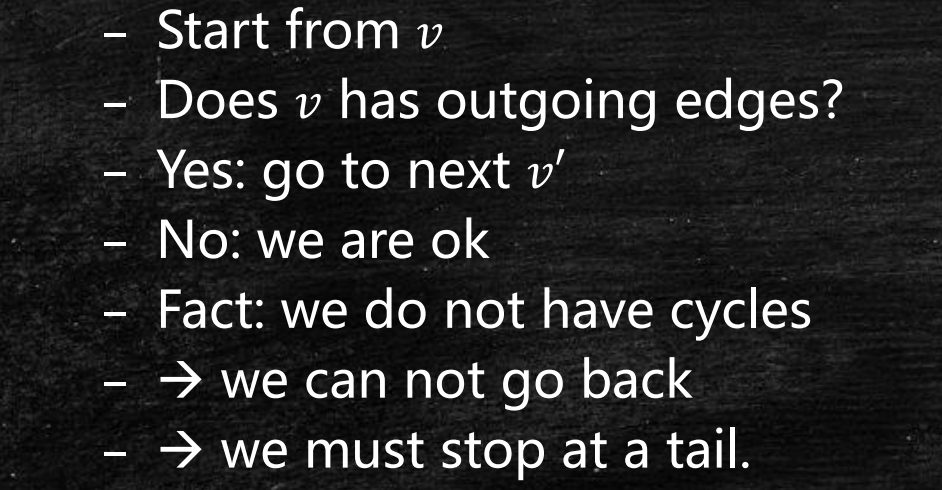 – Start from 𝑣
– Does 𝑣 has outgoing edges?
– Yes: go to next 𝑣′
– No: we are ok
– Fact: we do not have cycles
– → we can not go back
– → we must stop at a tail.